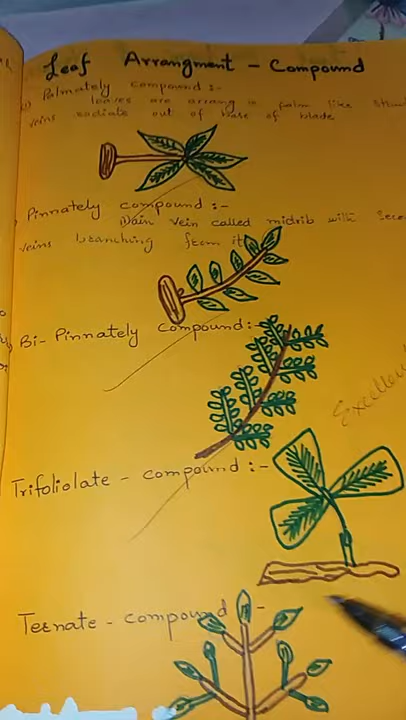 Leaf Arrangment - Compound
Palmately compound :-
leaves are arrang in palm like
veins radiate out of base of blade
Pinnately compound :-
Main vein called midrib with
veins branching from it
Bi-Pinnately compound :-
Excellent
Trifoliolate - compound :-
Ternate - compound -